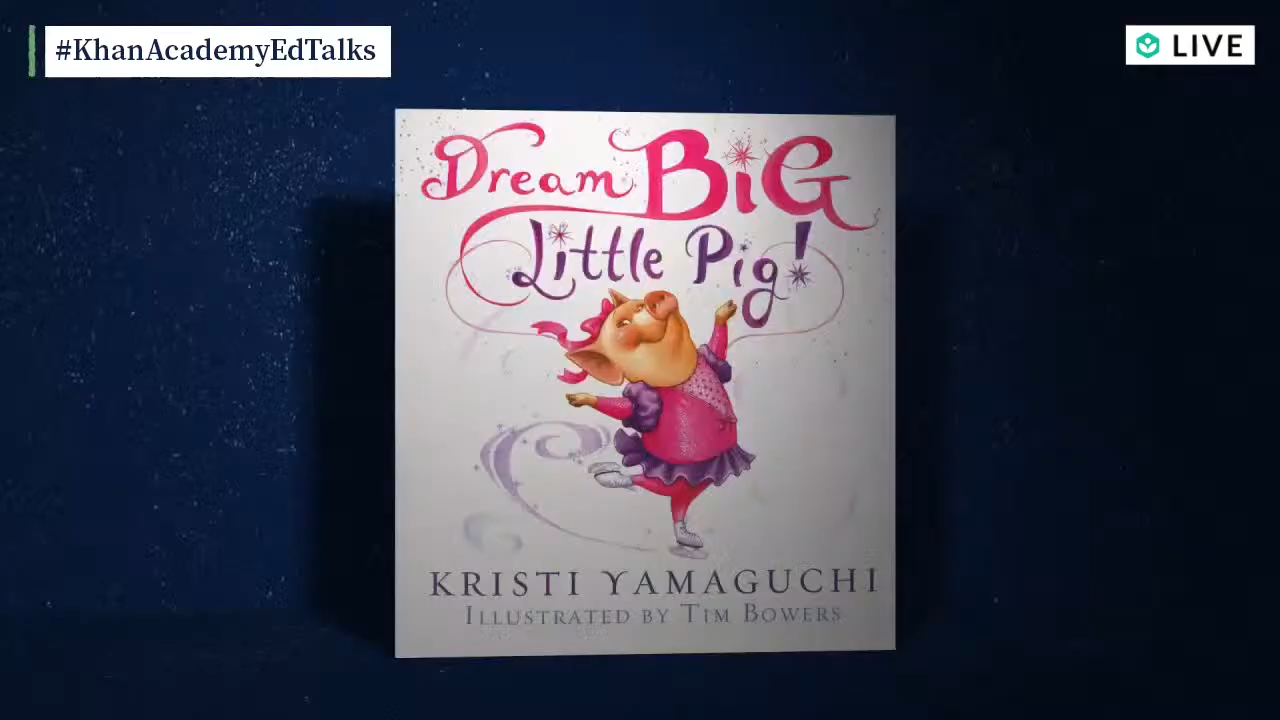 #KhanAcademyEdTalks
LIVE
Dream BiG
Little Pig!
KRISTI YAMAGUCHI
ILLUSTRATED BY TIM BOWERS